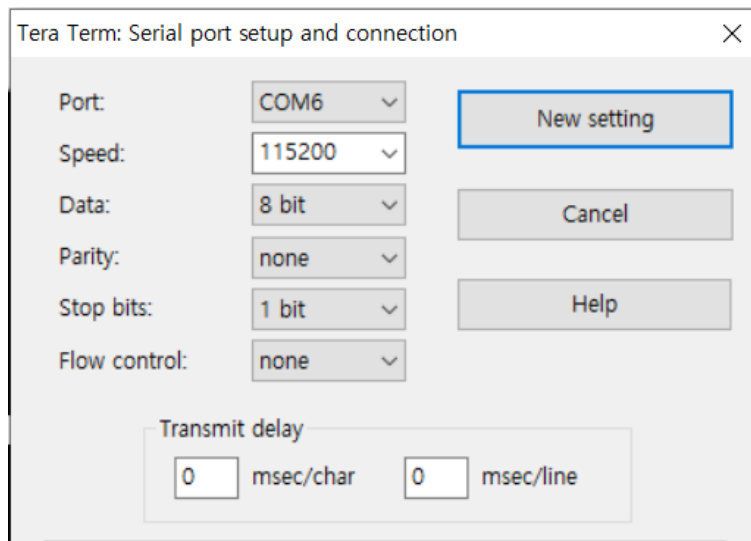 Tera Term: Serial port setup and connection
Port: COM6 New setting
Speed: 115200
Data: 8 bit Cancel
Parity: none
Stop bits: 1 bit Help
Flow control: none
Transmit delay
0 msec/char 0 msec/line